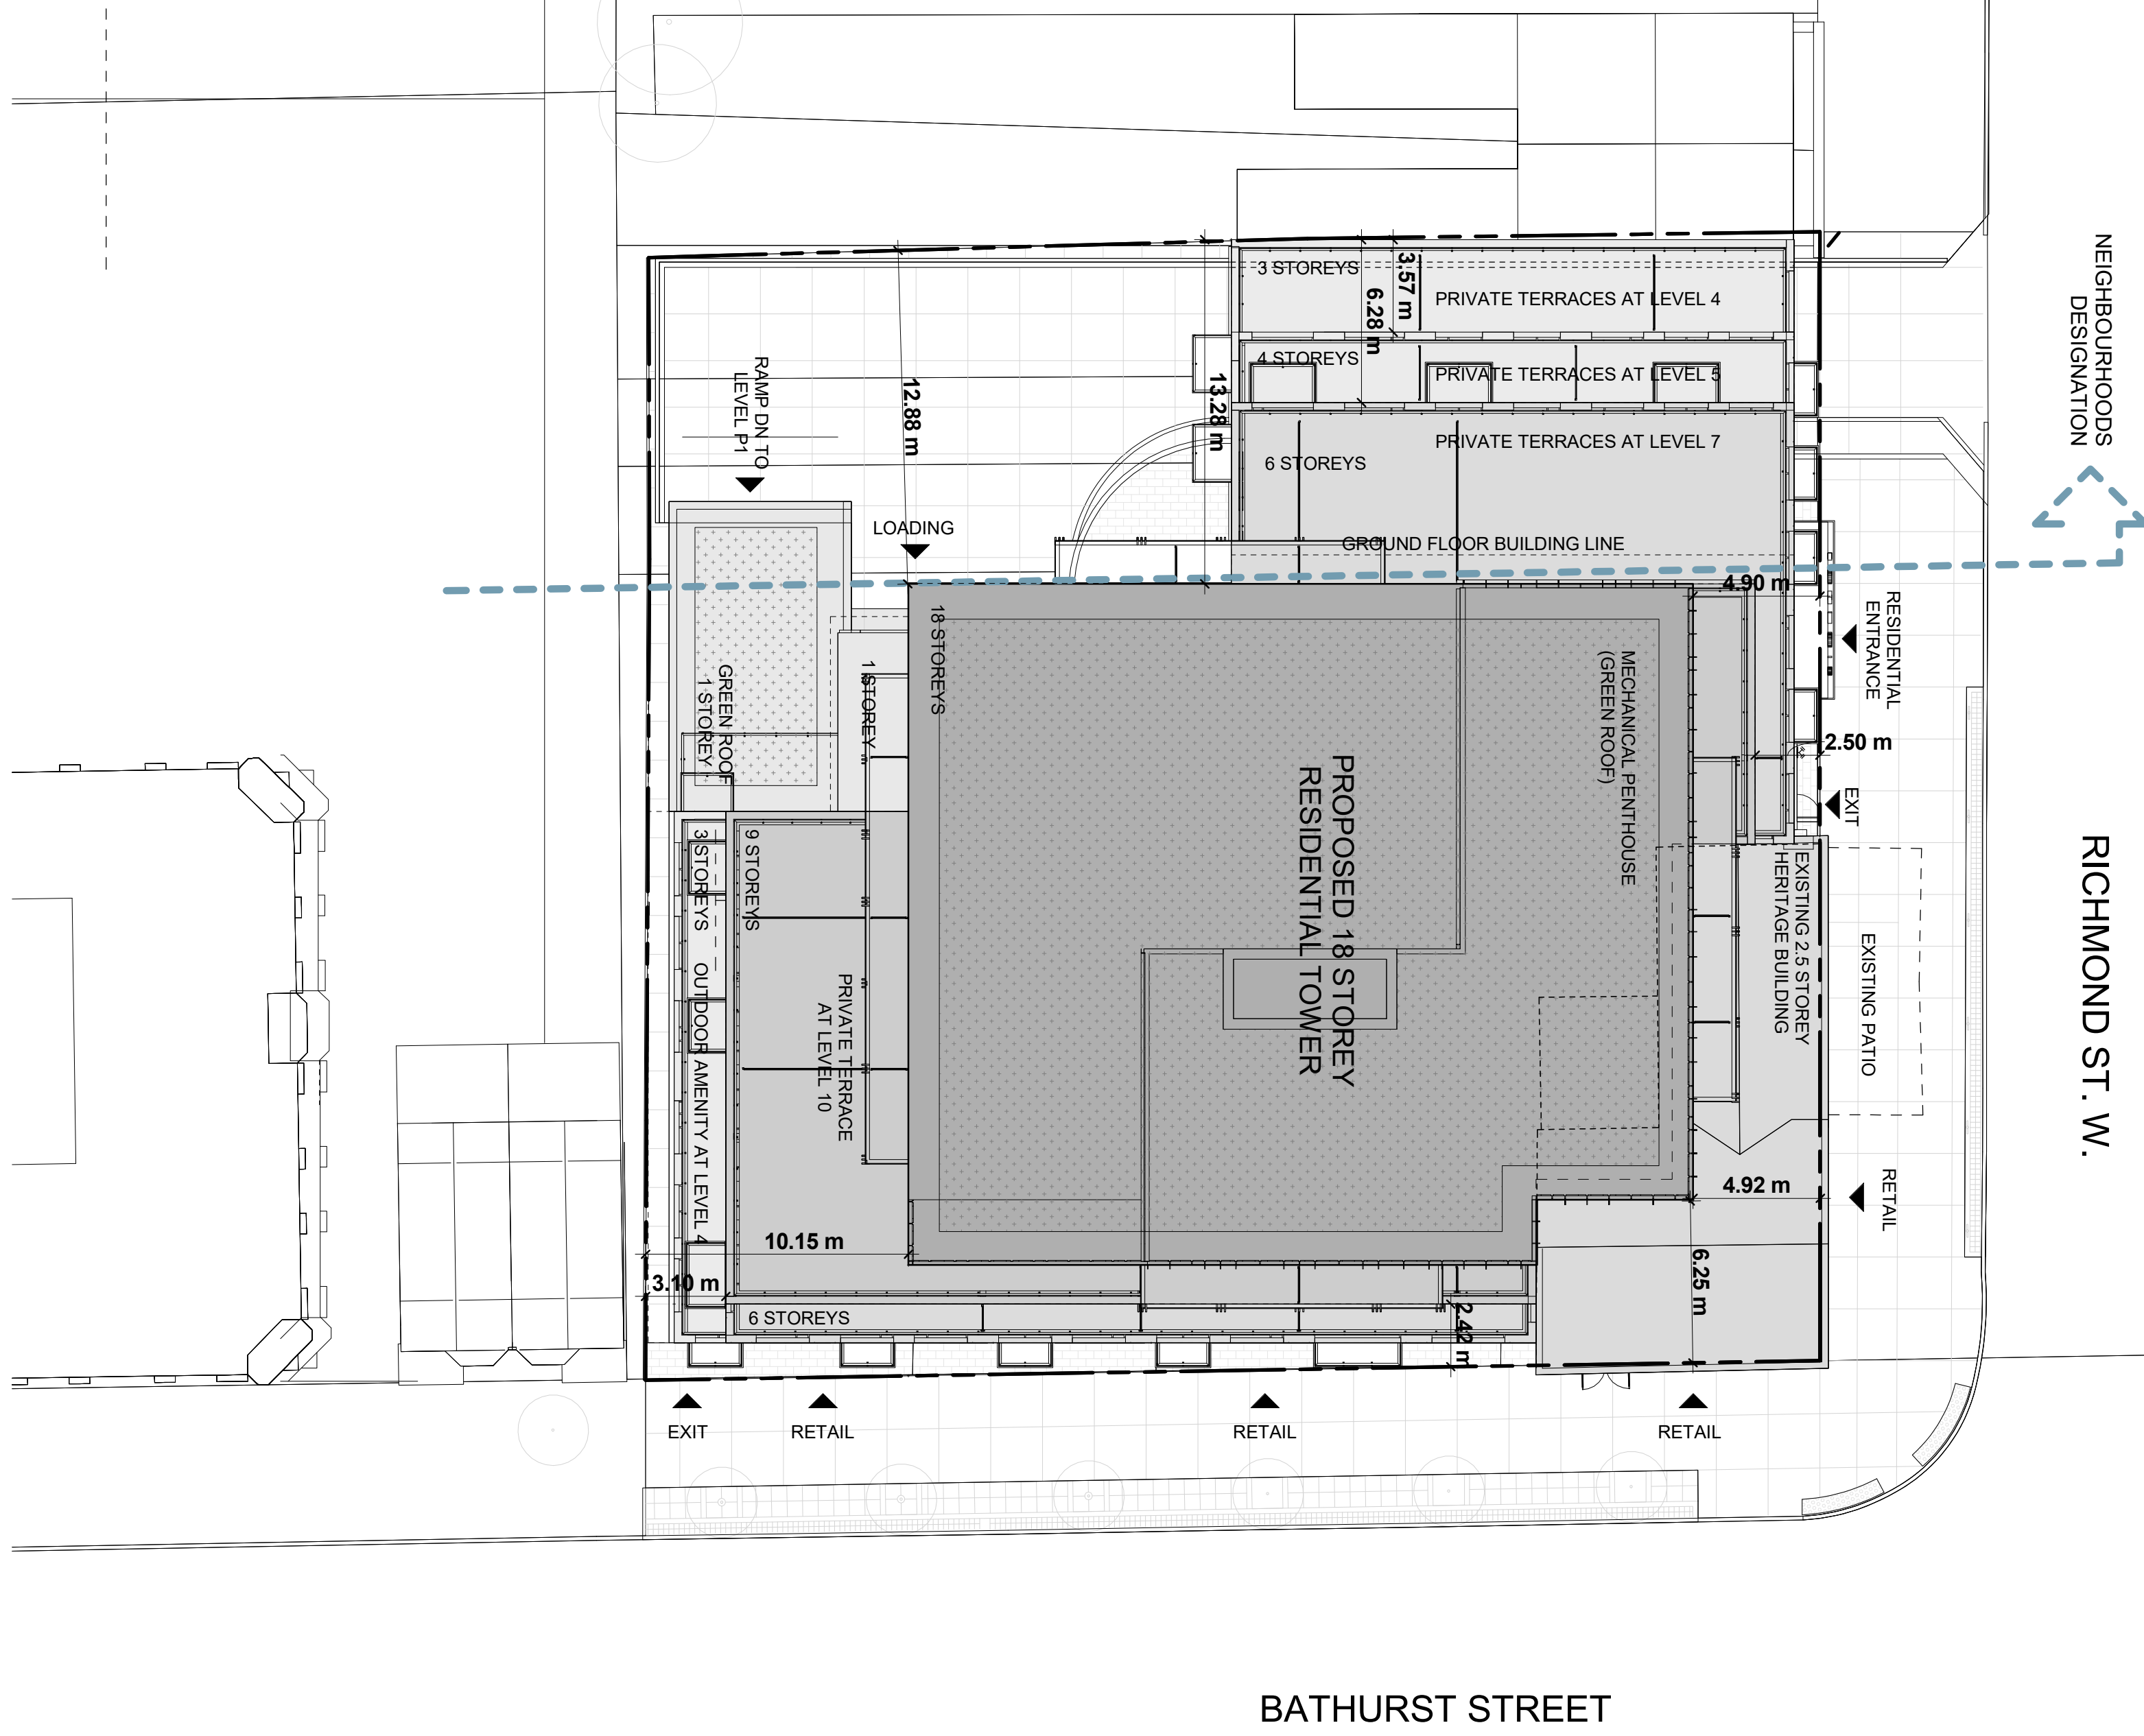 NEIGHBOURHOODS
DESIGNATION
3 STOREYS
3.57 m
PRIVATE TERRACES AT LEVEL 4
6.28 m
4 STOREYS
PRIVATE TERRACES AT LEVEL 5
RAMP DN TO
LEVEL P1
12.88 m
13.28 m
PRIVATE TERRACES AT LEVEL 7
6 STOREYS
LOADING
GROUND FLOOR BUILDING LINE
4.90 m
RESIDENTIAL
ENTRANCE
18 STOREYS
GREEN ROOF
1 STOREY
1 STOREY
MECHANICAL PENTHOUSE
(GREEN ROOF)
2.50 m
EXIT
PROPOSED 18 STOREY
RESIDENTIAL TOWER
3 STOREYS
OUTDOOR AMENITY AT LEVEL 4
9 STOREYS
PRIVATE TERRACE
AT LEVEL 10
EXISTING 2.5 STOREY
HERITAGE BUILDING
EXISTING PATIO
RICHMOND ST. W.
4.92 m
RETAIL
10.15 m
3.10 m
6.25 m
6 STOREYS
2.42 m
EXIT
RETAIL
RETAIL
RETAIL
BATHURST STREET